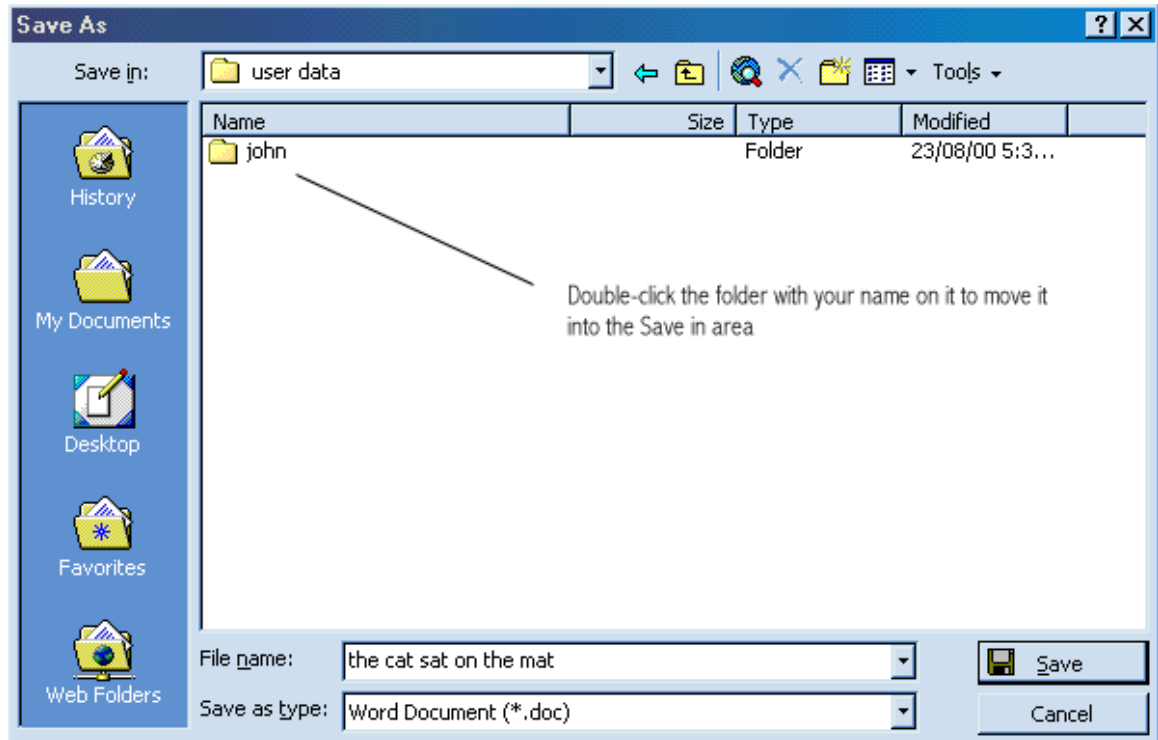 Save As
Save in:
user data
Tools
Name Size Type Modified
john Folder 23/08/00 5:3...
History
My Documents
Desktop
Favorites
Web Folders
Double-click the folder with your name on it to move it
into the Save in area
File name: the cat sat on the mat
Save
Save as type: Word Document (*.doc)
Cancel